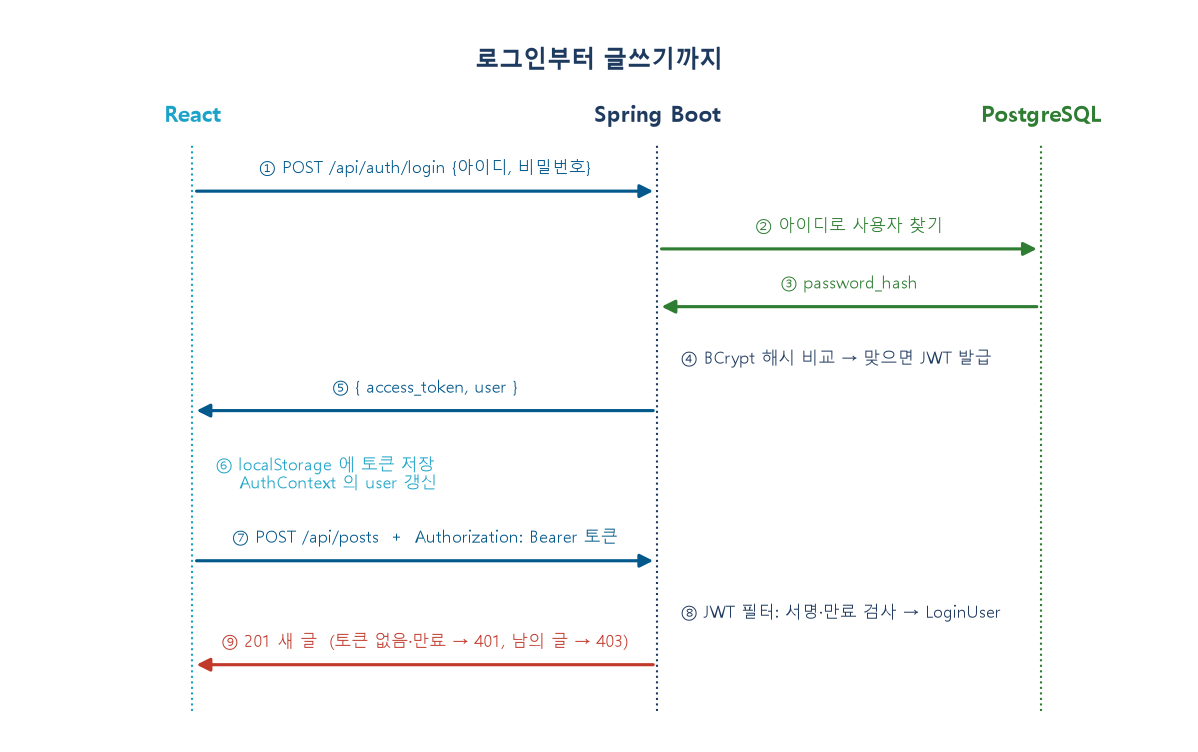 로그인부터 글쓰기까지
React
Spring Boot
PostgreSQL
① POST /api/auth/login {아이디, 비밀번호}
② 아이디로 사용자 찾기
③ password_hash
④ BCrypt 해시 비교 → 맞으면 JWT 발급
⑤ { access_token, user }
⑥ localStorage 에 토큰 저장
AuthContext 의 user 갱신
⑦ POST /api/posts + Authorization: Bearer 토큰
⑧ JWT 필터: 서명·만료 검사 → LoginUser
⑨ 201 새 글 (토큰 없음·만료 → 401, 남의 글 → 403)